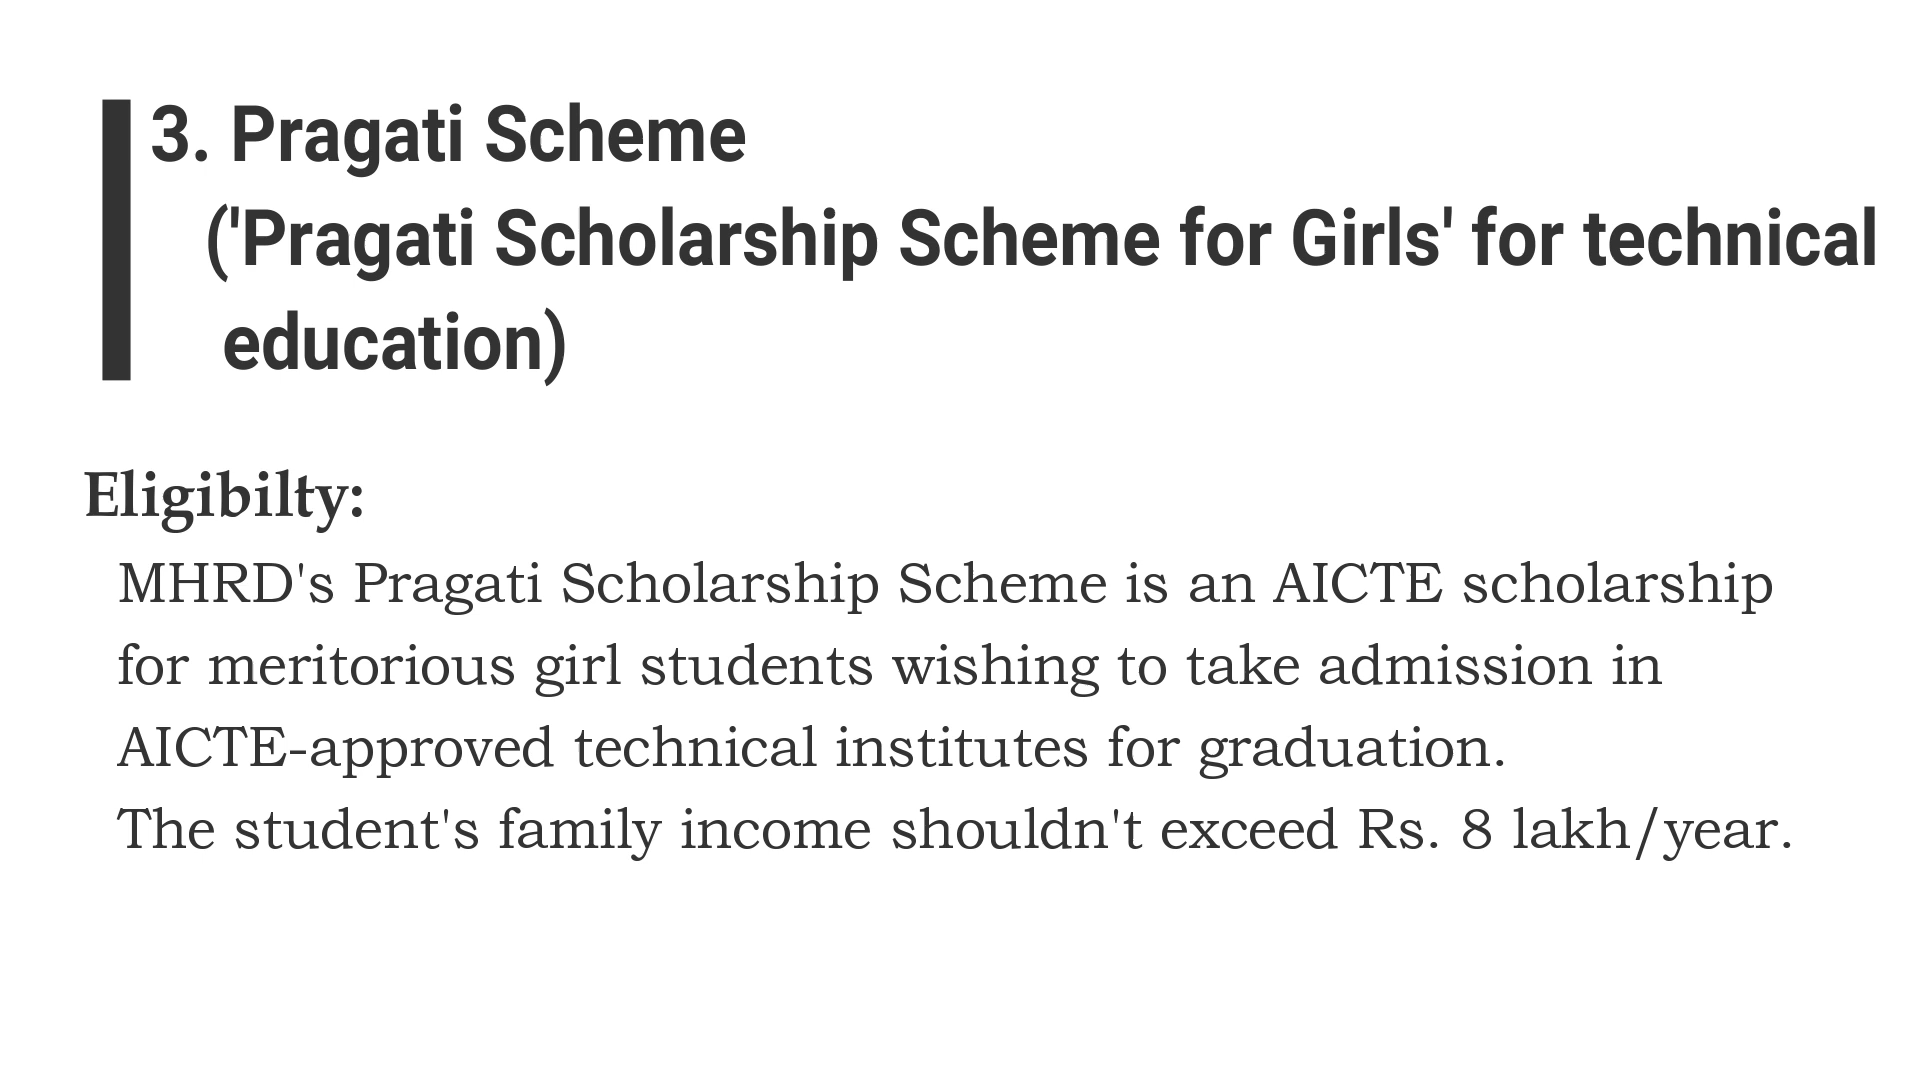 3. Pragati Scheme
('Pragati Scholarship Scheme for Girls' for technical
education)
Eligibilty:
MHRD's Pragati Scholarship Scheme is an AICTE scholarship
for meritorious girl students wishing to take admission in
AICTE-approved technical institutes for graduation.
The student's family income shouldn't exceed Rs. 8 lakh/year.